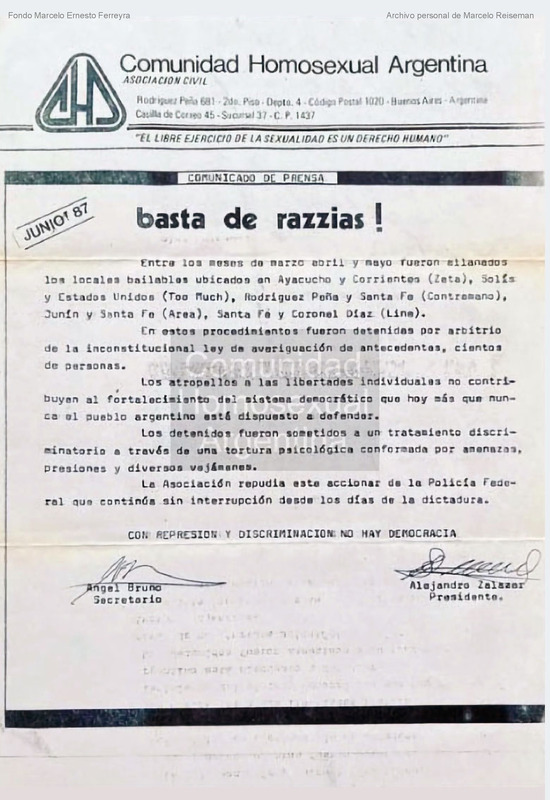 Fondo Marcelo Ernesto Ferreyra
Archivo personal de Marcelo Reiseman
CHA
Comunidad Homosexual Argentina
ASOCIACION CIVIL
Rodríguez Peña 681 - 2do. Piso - Depto. 4 - Código Postal 1020 - Buenos Aires - Argentina
Casilla de Correo 45 - Sucursal 37 - C. P. 1437
"EL LIBRE EJERCICIO DE LA SEXUALIDAD ES UN DERECHO HUMANO"
COMUNICADO DE PRENSA
JUNIO' 87
basta de razzias !
Entre los meses de marzo abril y mayo fueron allanados
los locales bailables ubicados en Ayacucho y Corrientes (Zeta), Solís
y Estados Unidos (Too Much), Rodriguez Peña y Santa Fe (Contramano),
Junín y Santa Fe (Area), Santa Fé y Coronel Díaz (Line).
En estos procedimientos fueron detenidas por arbitrio
de la inconstitucional ley de averiguación de antecedentes, cientos
de personas.
Los atropellos a las libertades individuales no contri-
buyen al fortalecimiento del sistema democrático que hoy más que nun-
ca el pueblo argentino está dispuesto a defender.
Los detenidos fueron sometidos a un tratamiento discri-
minatorio a través de una tortura psicológica conformada por amenazas,
presiones y diversos vejámenes.
La Asociación repudia este accionar de la Policía Fede-
ral que continúa sin interrupción desde los días de la dictadura.
CON REPRESION Y DISCRIMINACION NO HAY DEMOCRACIA
Angel Bruno
Secretario
Alejandro Zalazar
Presidente.
Comunidad
Homosexual
Argentina